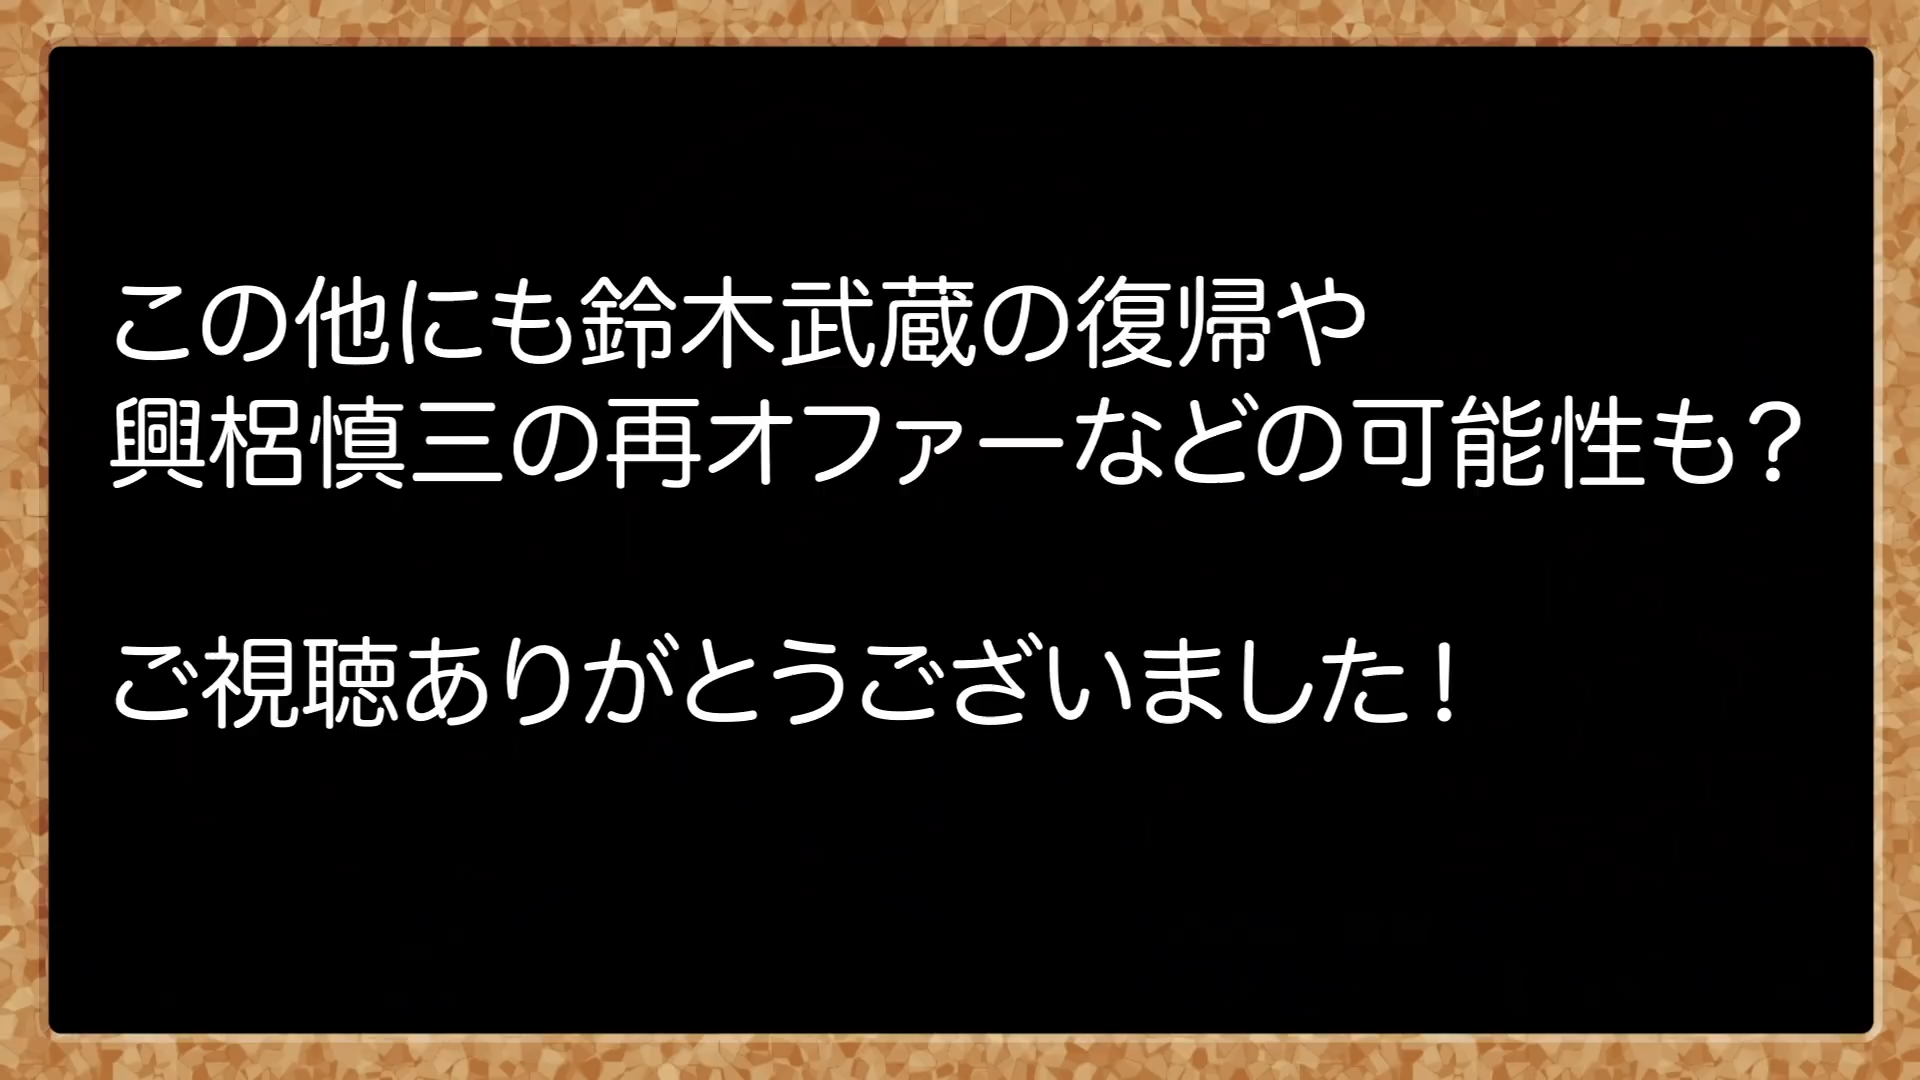 この他にも鈴木武蔵の復帰や
興梠慎三の再オファーなどの可能性も？
ご視聴ありがとうございました！